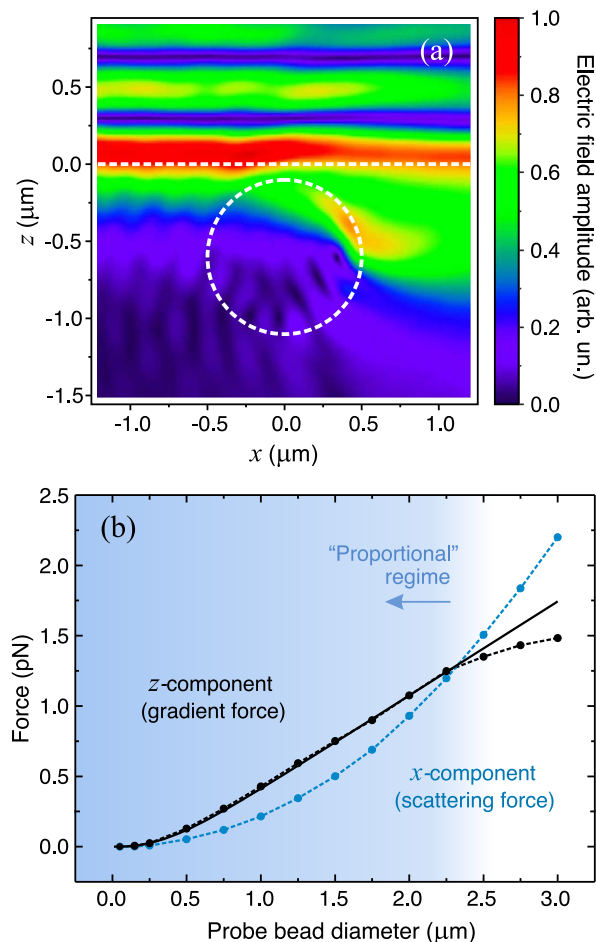 (a)
1.0
0.8
0.6
0.4
0.2
0.0
Electric field amplitude (arb. un.)
0.5
0.0
-0.5
-1.0
-1.5
z (μm)
-1.0
-0.5
0.0
0.5
1.0
x (μm)
(b)
2.5
2.0
1.5
1.0
0.5
0.0
Force (pN)
"Proportional"
regime
z-component
(gradient force)
x-component
(scattering force)
0.0
0.5
1.0
1.5
2.0
2.5
3.0
Probe bead diameter (μm)